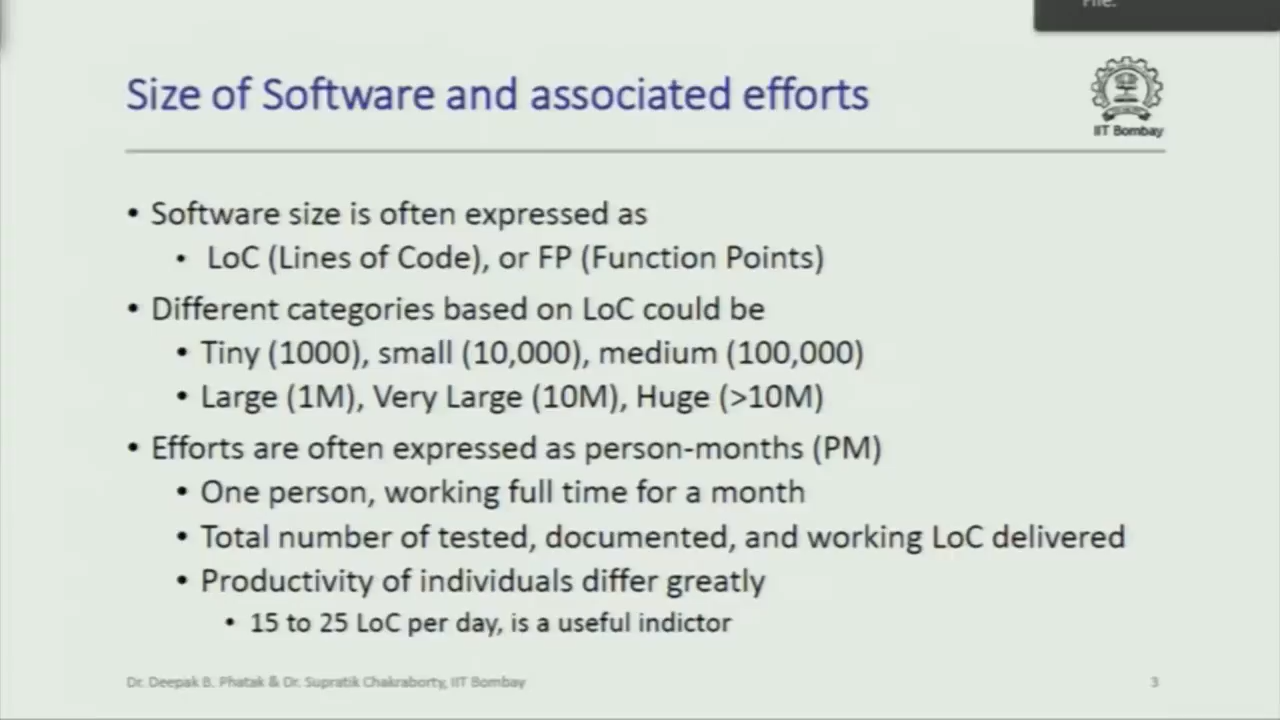 File.
Size of Software and associated efforts
IIT Bombay
• Software size is often expressed as
• LoC (Lines of Code), or FP (Function Points)
• Different categories based on LoC could be
• Tiny (1000), small (10,000), medium (100,000)
• Large (1M), Very Large (10M), Huge (>10M)
• Efforts are often expressed as person-months (PM)
• One person, working full time for a month
• Total number of tested, documented, and working LoC delivered
• Productivity of individuals differ greatly
• 15 to 25 LoC per day, is a useful indictor
Dr. Deepak B. Phatak & Dr. Supratik Chakraborty, IIT Bombay
3